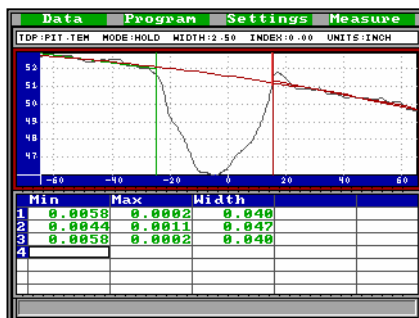 Data Program Settings Measure
TOP:PIT-TEM MODE:HOLD WIDTH:2.50 INDEX:0.00 UNITS:INCH
52
51
50
49
48
47
-60 -40 -20 0 20 40 60
Min Max Width
1 0.0058 0.0002 0.040
2 0.0044 0.0011 0.047
3 0.0058 0.0002 0.040
4